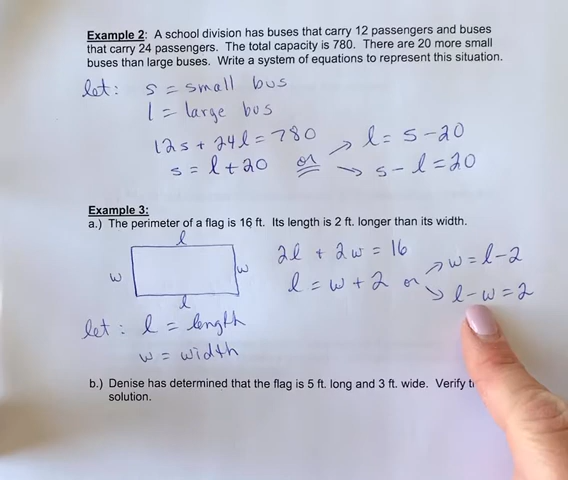 Example 2: A school division has buses that carry 12 passengers and buses
that carry 24 passengers. The total capacity is 780. There are 20 more small
buses than large buses. Write a system of equations to represent this situation.
let: s = small bus
l = large bus
12s + 24l = 780
s = l + 20 or → l = s - 20
→ s - l = 20
Example 3:
a.) The perimeter of a flag is 16 ft. Its length is 2 ft. longer than its width.
l
w w
l
2l + 2w = 16
l = w + 2 or → w = l - 2
→ l - w = 2
let: l = length
w = width
b.) Denise has determined that the flag is 5 ft. long and 3 ft. wide. Verify
solution.